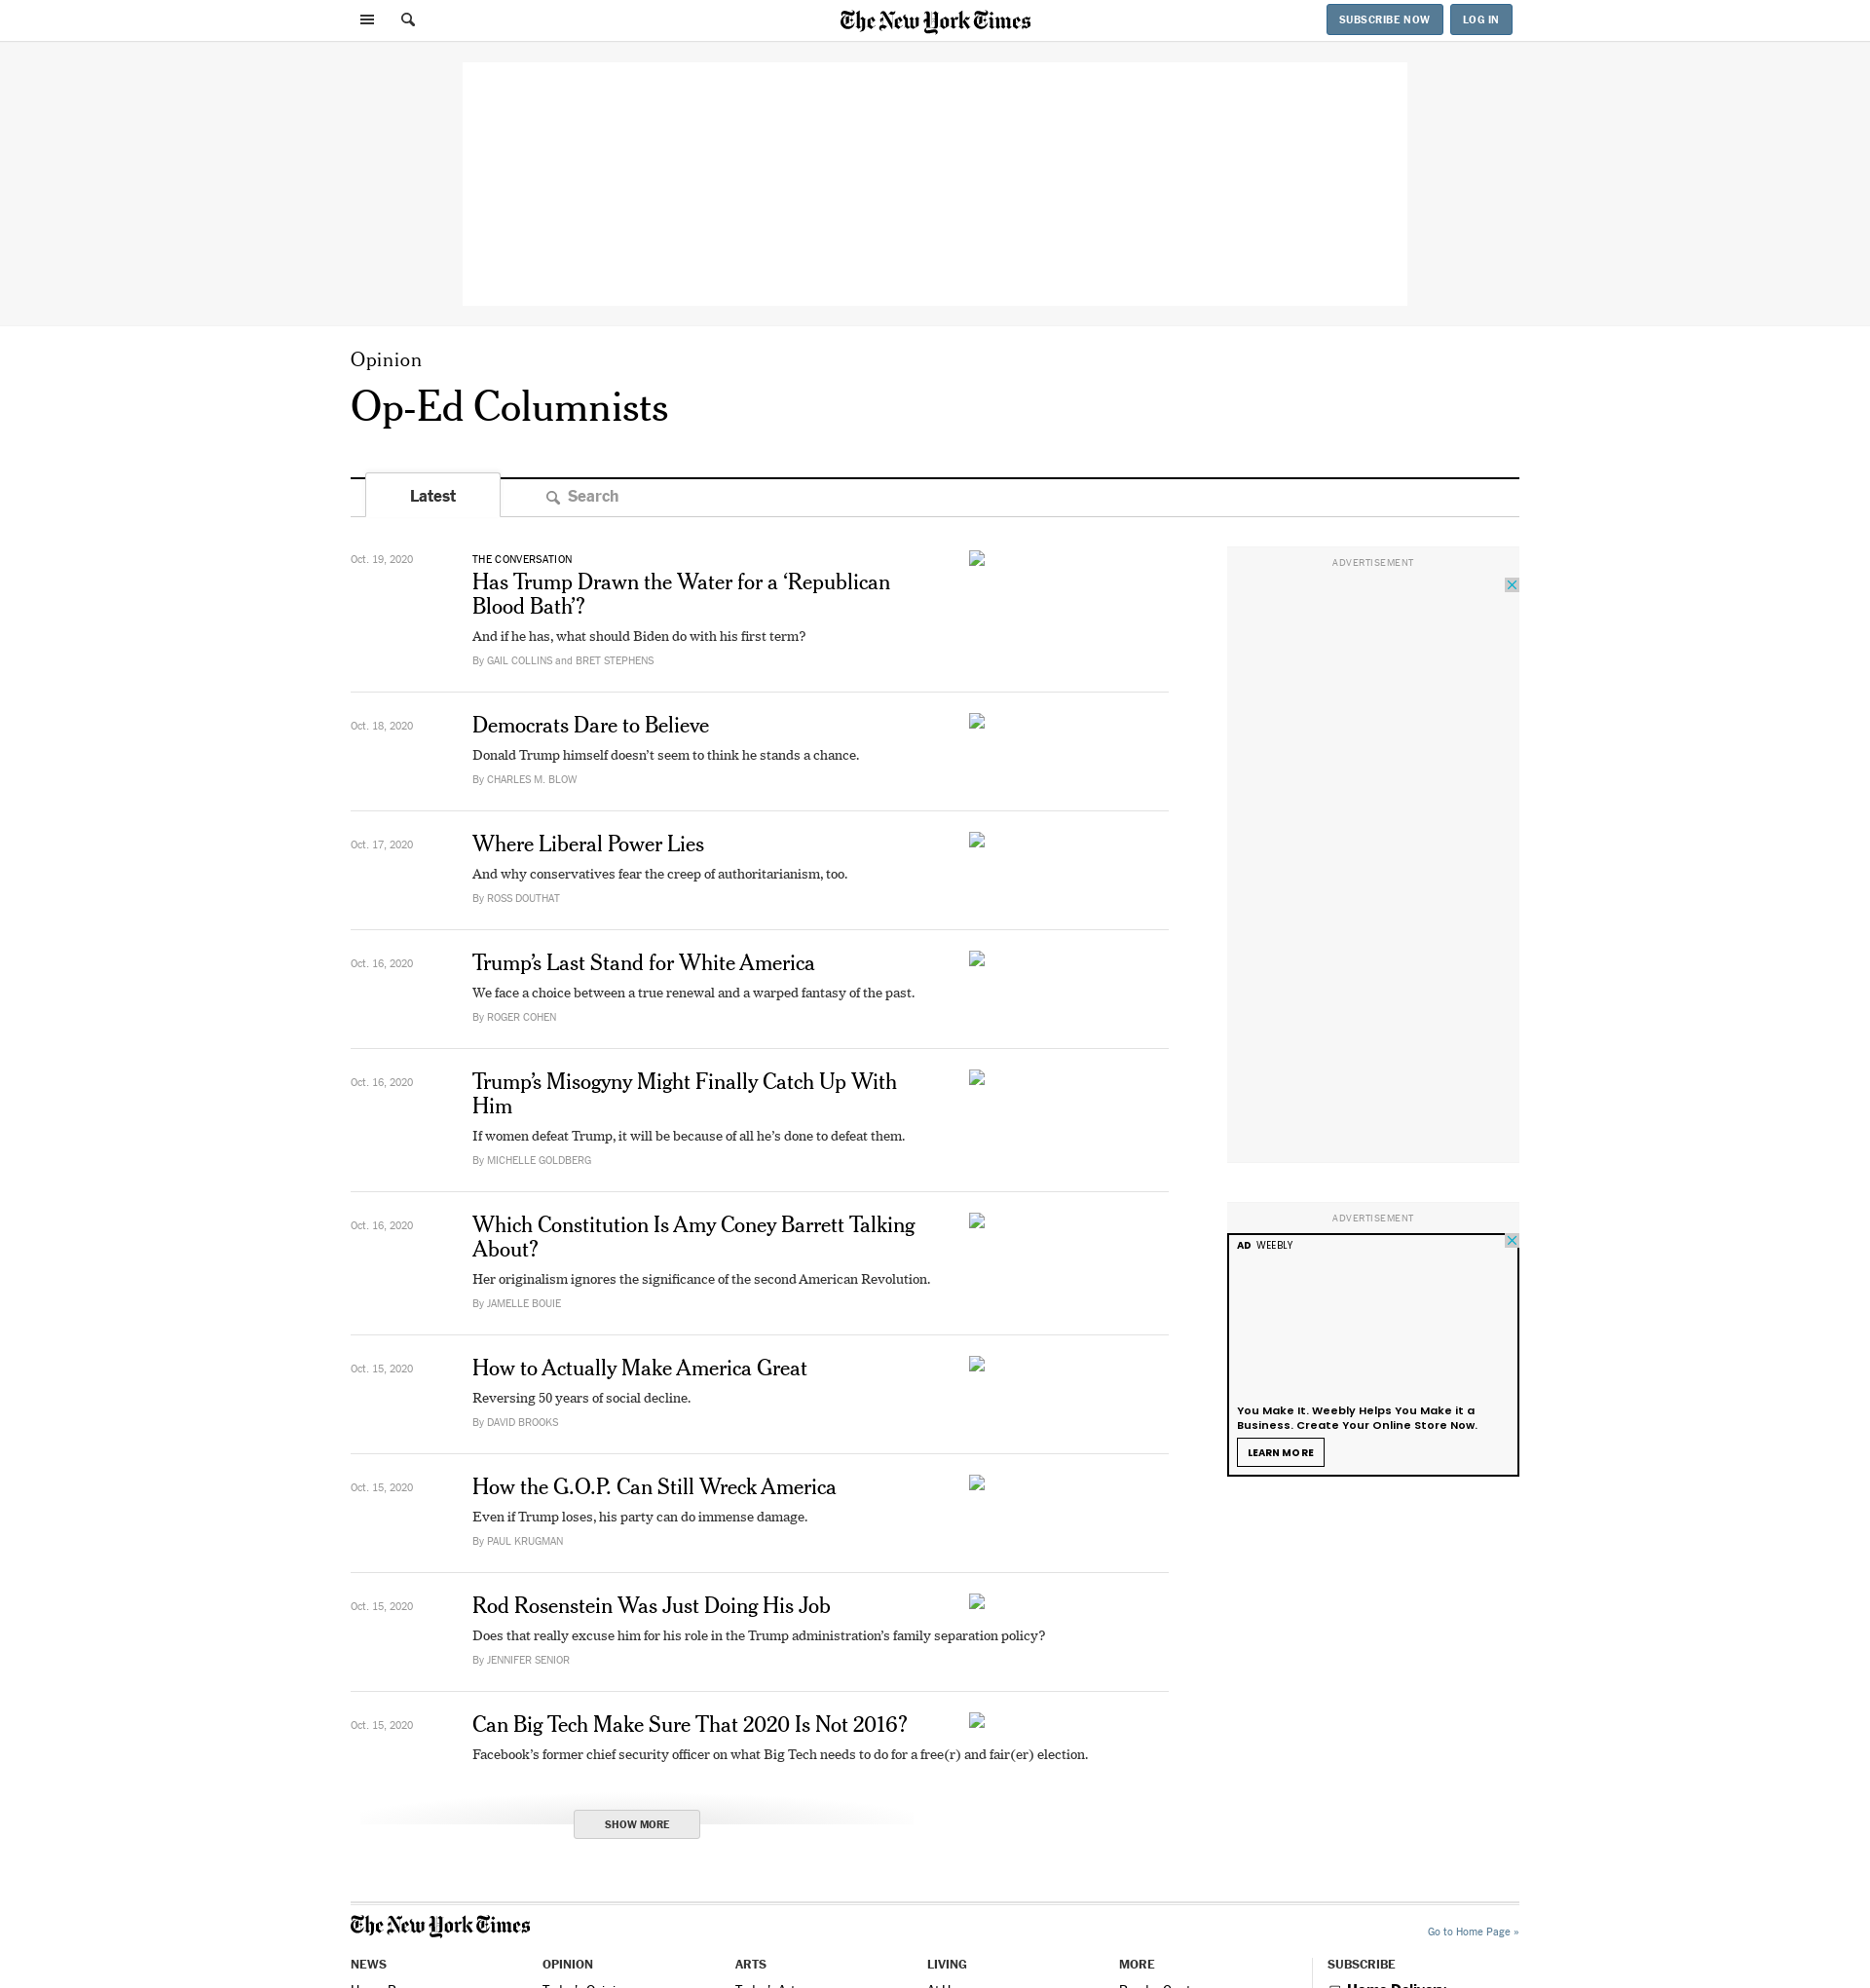 The New York Times
SUBSCRIBE NOW
LOG IN
Opinion
Op-Ed Columnists
Latest
Search
Oct. 19, 2020
THE CONVERSATION
Has Trump Drawn the Water for a ‘Republican
Blood Bath’?
And if he has, what should Biden do with his first term?
By GAIL COLLINS and BRET STEPHENS
Oct. 18, 2020
Democrats Dare to Believe
Donald Trump himself doesn’t seem to think he stands a chance.
By CHARLES M. BLOW
Oct. 17, 2020
Where Liberal Power Lies
And why conservatives fear the creep of authoritarianism, too.
By ROSS DOUTHAT
Oct. 16, 2020
Trump’s Last Stand for White America
We face a choice between a true renewal and a warped fantasy of the past.
By ROGER COHEN
Oct. 16, 2020
Trump’s Misogyny Might Finally Catch Up With
Him
If women defeat Trump, it will be because of all he’s done to defeat them.
By MICHELLE GOLDBERG
Oct. 16, 2020
Which Constitution Is Amy Coney Barrett Talking
About?
Her originalism ignores the significance of the second American Revolution.
By JAMELLE BOUIE
Oct. 15, 2020
How to Actually Make America Great
Reversing 50 years of social decline.
By DAVID BROOKS
Oct. 15, 2020
How the G.O.P. Can Still Wreck America
Even if Trump loses, his party can do immense damage.
By PAUL KRUGMAN
Oct. 15, 2020
Rod Rosenstein Was Just Doing His Job
Does that really excuse him for his role in the Trump administration’s family separation policy?
By JENNIFER SENIOR
Oct. 15, 2020
Can Big Tech Make Sure That 2020 Is Not 2016?
Facebook’s former chief security officer on what Big Tech needs to do for a free(r) and fair(er) election.
SHOW MORE
ADVERTISEMENT
ADVERTISEMENT
AD WEEBLY
You Make It. Weebly Helps You Make it a
Business. Create Your Online Store Now.
LEARN MORE
The New York Times
Go to Home Page »
NEWS
OPINION
ARTS
LIVING
MORE
SUBSCRIBE
Home Delivery